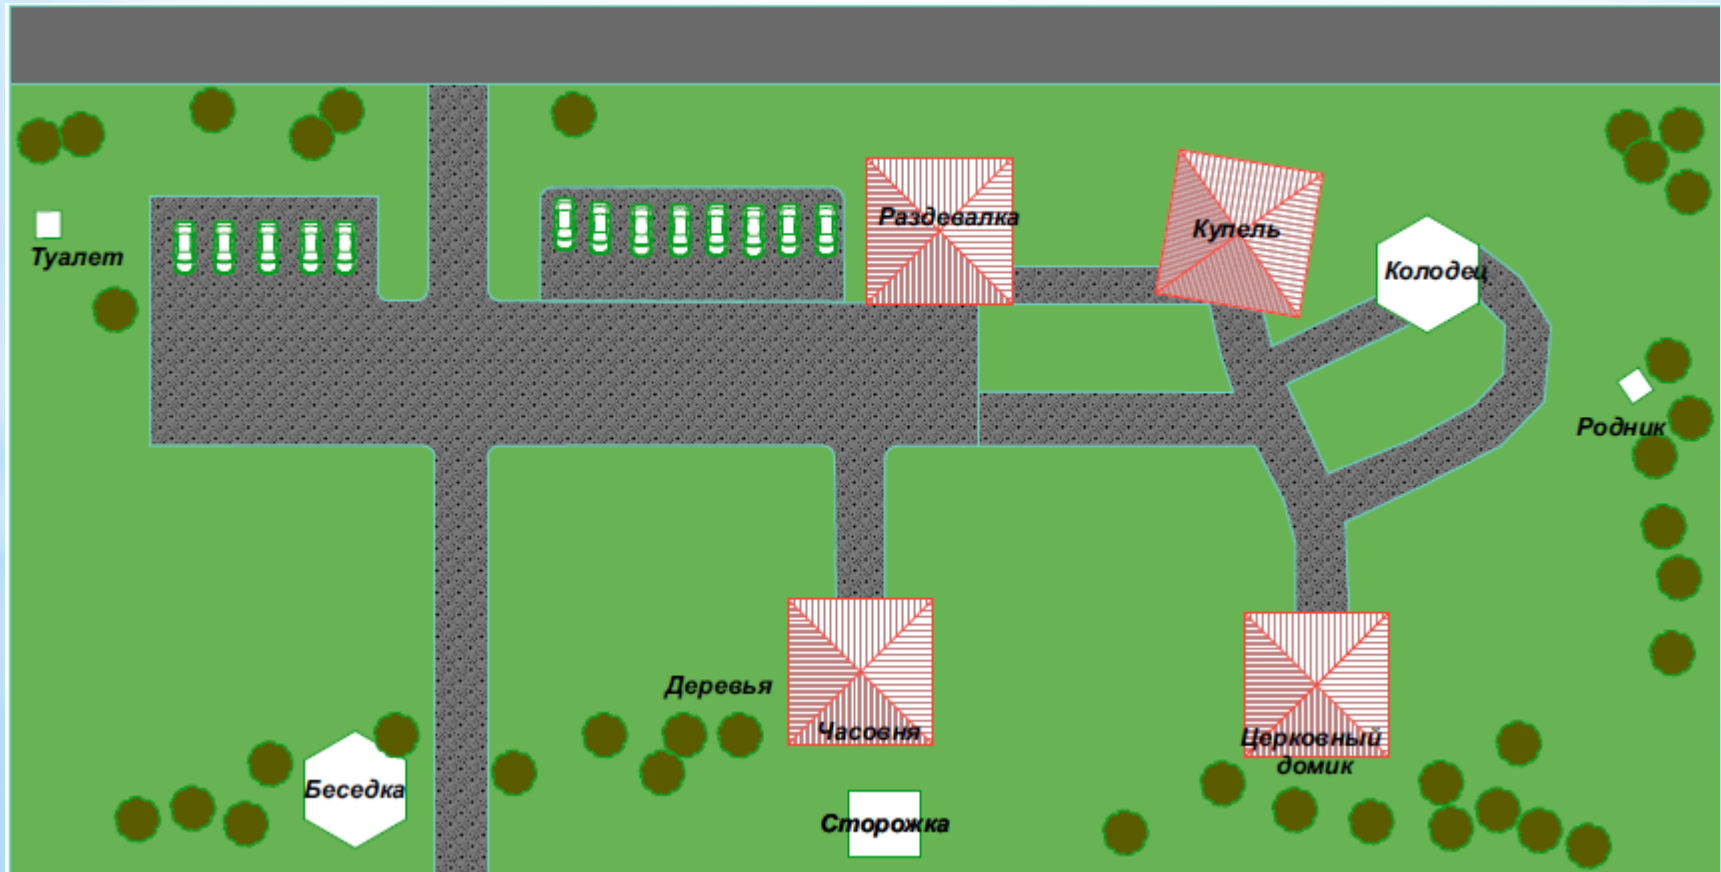 Раздевалка
Купель
Туалет
Колодец
Родник
Деревья
Часовня
Церковный
домик
Беседка
Сторожка